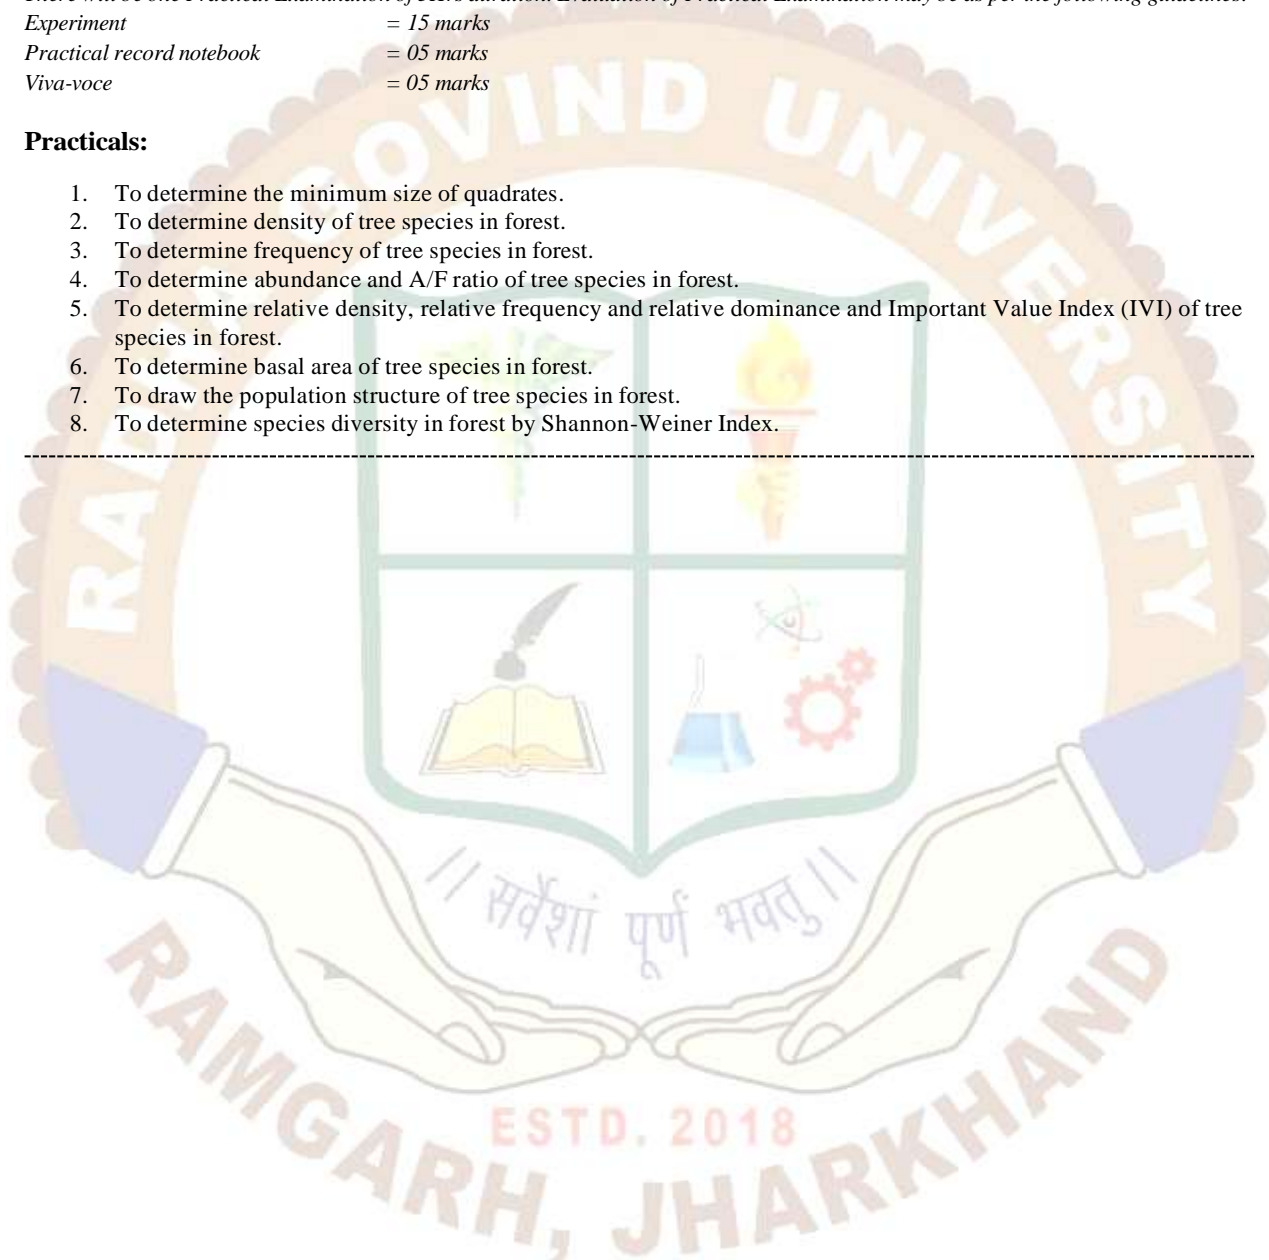 There will be one Practical Examination of 3Hrs duration. Evaluation of Practical Examination may be as per the following guidelines:
Experiment = 15 marks
Practical record notebook = 05 marks
Viva-voce = 05 marks
Practicals:
1. To determine the minimum size of quadrates.
2. To determine density of tree species in forest.
3. To determine frequency of tree species in forest.
4. To determine abundance and A/F ratio of tree species in forest.
5. To determine relative density, relative frequency and relative dominance and Important Value Index (IVI) of tree
species in forest.
6. To determine basal area of tree species in forest.
7. To draw the population structure of tree species in forest.
8. To determine species diversity in forest by Shannon-Weiner Index.
RADHA GOVIND UNIVERSITY
// सर्वेशां पूर्ण भवतु //
ESTD. 2018
RAMGARH, JHARKHAND